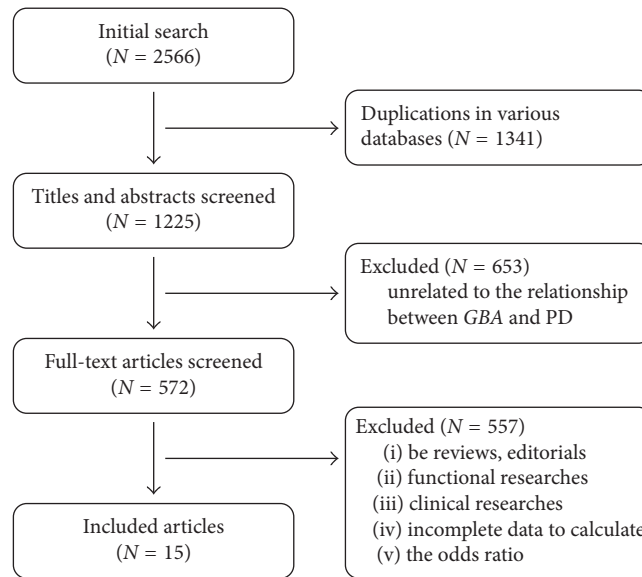 Initial search
(N = 2566)
Duplications in various
databases (N = 1341)
Titles and abstracts screened
(N = 1225)
Excluded (N = 653)
unrelated to the relationship
between GBA and PD
Full-text articles screened
(N = 572)
Excluded (N = 557)
(i) be reviews, editorials
(ii) functional researches
(iii) clinical researches
(iv) incomplete data to calculate
(v) the odds ratio
Included articles
(N = 15)